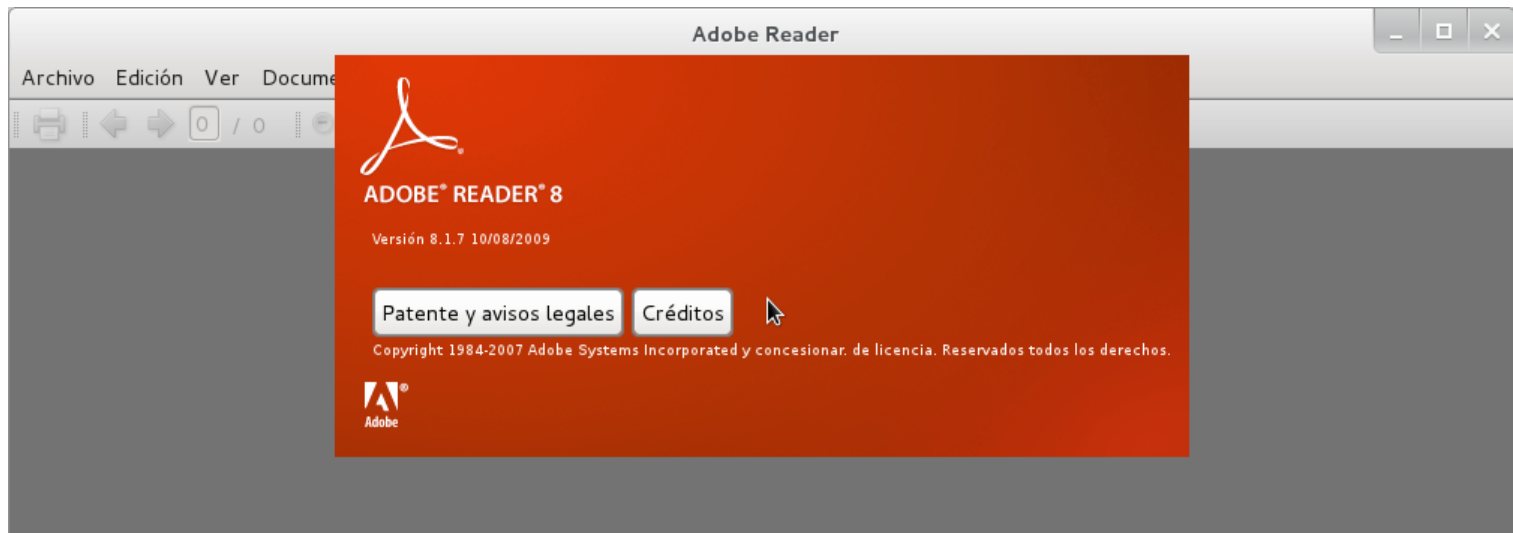 Adobe Reader
Archivo Edición Ver
0 / 0
ADOBE® READER® 8
Versión 8.1.7 10/08/2009
Patente y avisos legales Créditos
Copyright 1984-2007 Adobe Systems Incorporated y concesionar. de licencia. Reservados todos los derechos.
Adobe®